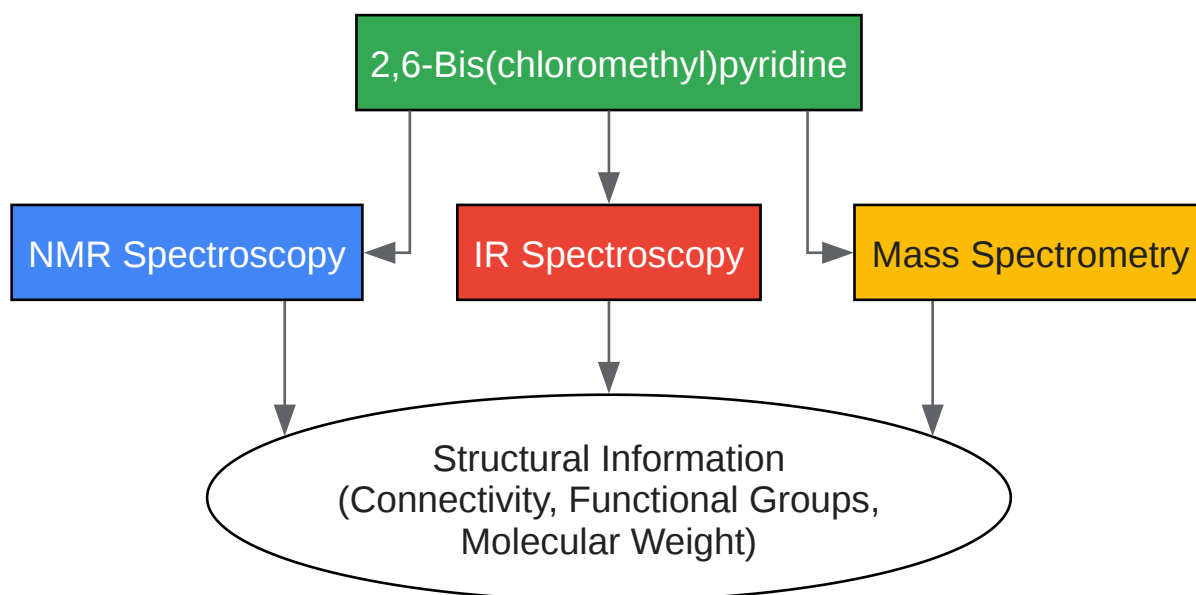 2,6-Bis(chloromethyl)pyridine
NMR Spectroscopy
IR Spectroscopy
Mass Spectrometry
Structural Information
(Connectivity, Functional Groups,
Molecular Weight)